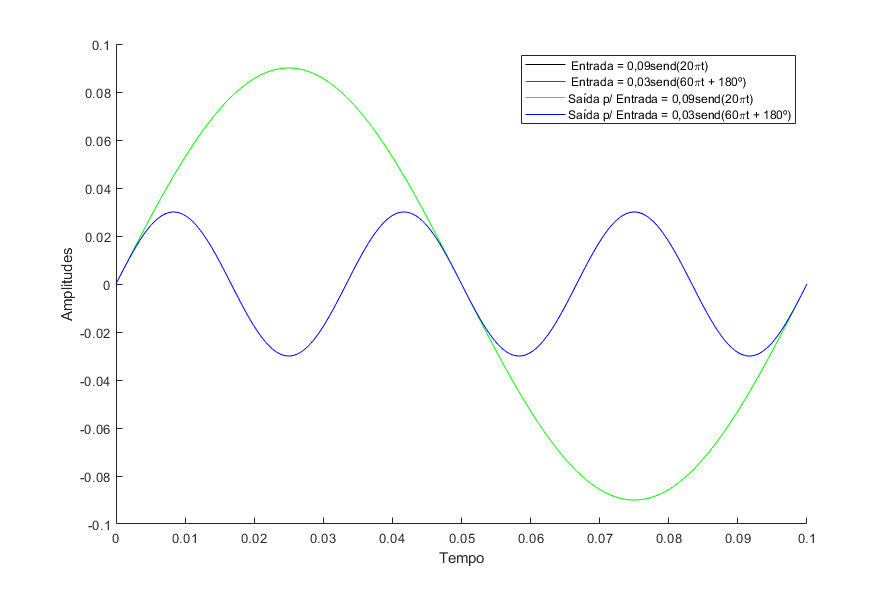 0.1
0.08
0.06
0.04
0.02
0
-0.02
-0.04
-0.06
-0.08
-0.1
Amplitudes
Entrada = 0,09send(20πt)
Entrada = 0,03send(60πt + 180º)
Saída p/ Entrada = 0,09send(20πt)
Saída p/ Entrada = 0,03send(60πt + 180º)
0 0.01 0.02 0.03 0.04 0.05 0.06 0.07 0.08 0.09 0.1
Tempo